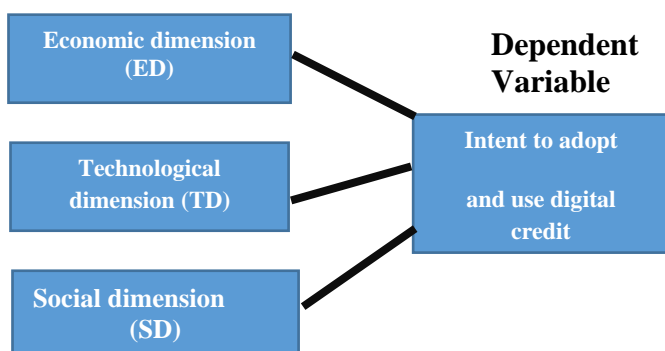 Economic dimension
(ED)
Technological
dimension (TD)
Social dimension
(SD)
Dependent
Variable
Intent to adopt
and use digital
credit